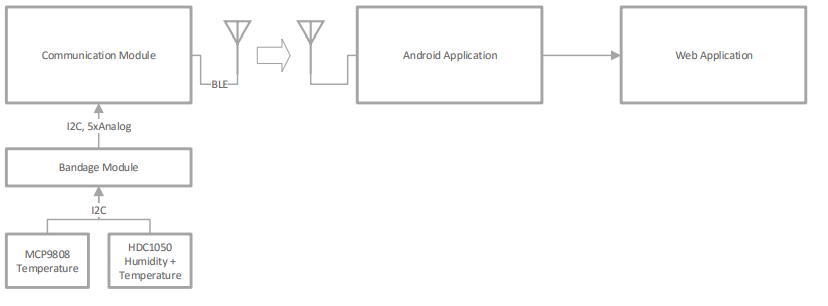 Communication Module
Android Application
Web Application
BLE
I2C, 5xAnalog
Bandage Module
I2C
MCP9808
Temperature
HDC1050
Humidity +
Temperature